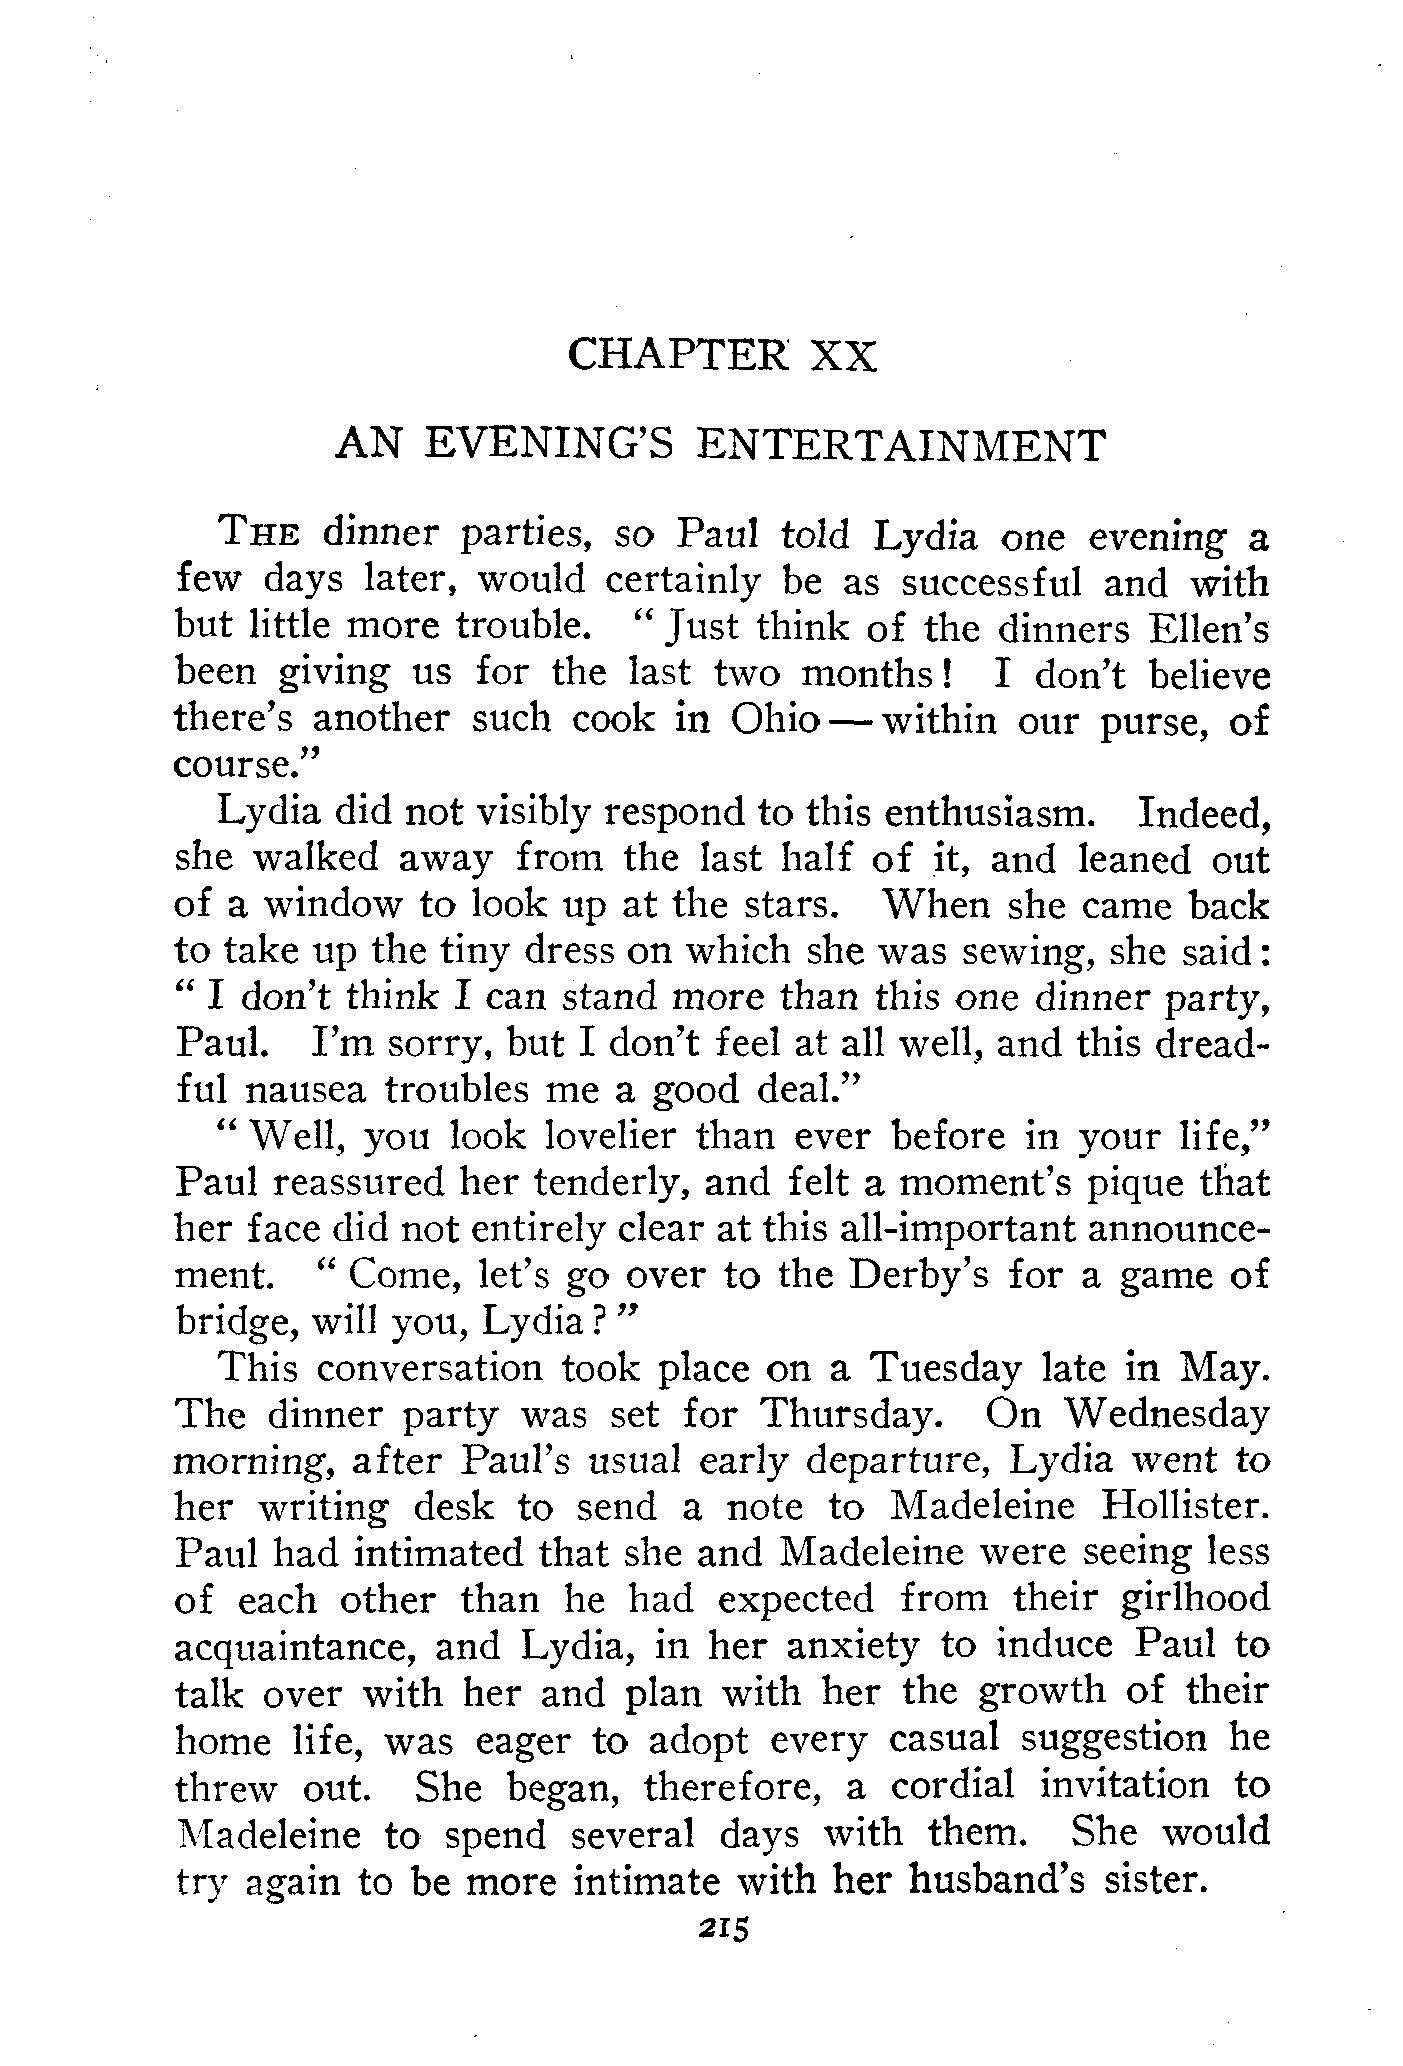 CHAPTER XX
AN EVENING'S ENTERTAINMENT
THE dinner parties, so Paul told Lydia one evening a
few days later, would certainly be as successful and with
but little more trouble. “ Just think of the dinners Ellen's
been giving us for the last two months! I don't believe
there's another such cook in Ohio — within our purse, of
course.”
Lydia did not visibly respond to this enthusiasm. Indeed,
she walked away from the last half of it, and leaned out
of a window to look up at the stars. When she came back
to take up the tiny dress on which she was sewing, she said:
“ I don't think I can stand more than this one dinner party,
Paul. I'm sorry, but I don't feel at all well, and this dread-
ful nausea troubles me a good deal.”
“ Well, you look lovelier than ever before in your life,”
Paul reassured her tenderly, and felt a moment's pique that
her face did not entirely clear at this all-important announce-
ment. “ Come, let's go over to the Derby's for a game of
bridge, will you, Lydia? ”
This conversation took place on a Tuesday late in May.
The dinner party was set for Thursday. On Wednesday
morning, after Paul's usual early departure, Lydia went to
her writing desk to send a note to Madeleine Hollister.
Paul had intimated that she and Madeleine were seeing less
of each other than he had expected from their girlhood
acquaintance, and Lydia, in her anxiety to induce Paul to
talk over with her and plan with her the growth of their
home life, was eager to adopt every casual suggestion he
threw out. She began, therefore, a cordial invitation to
Madeleine to spend several days with them. She would
try again to be more intimate with her husband's sister.
215